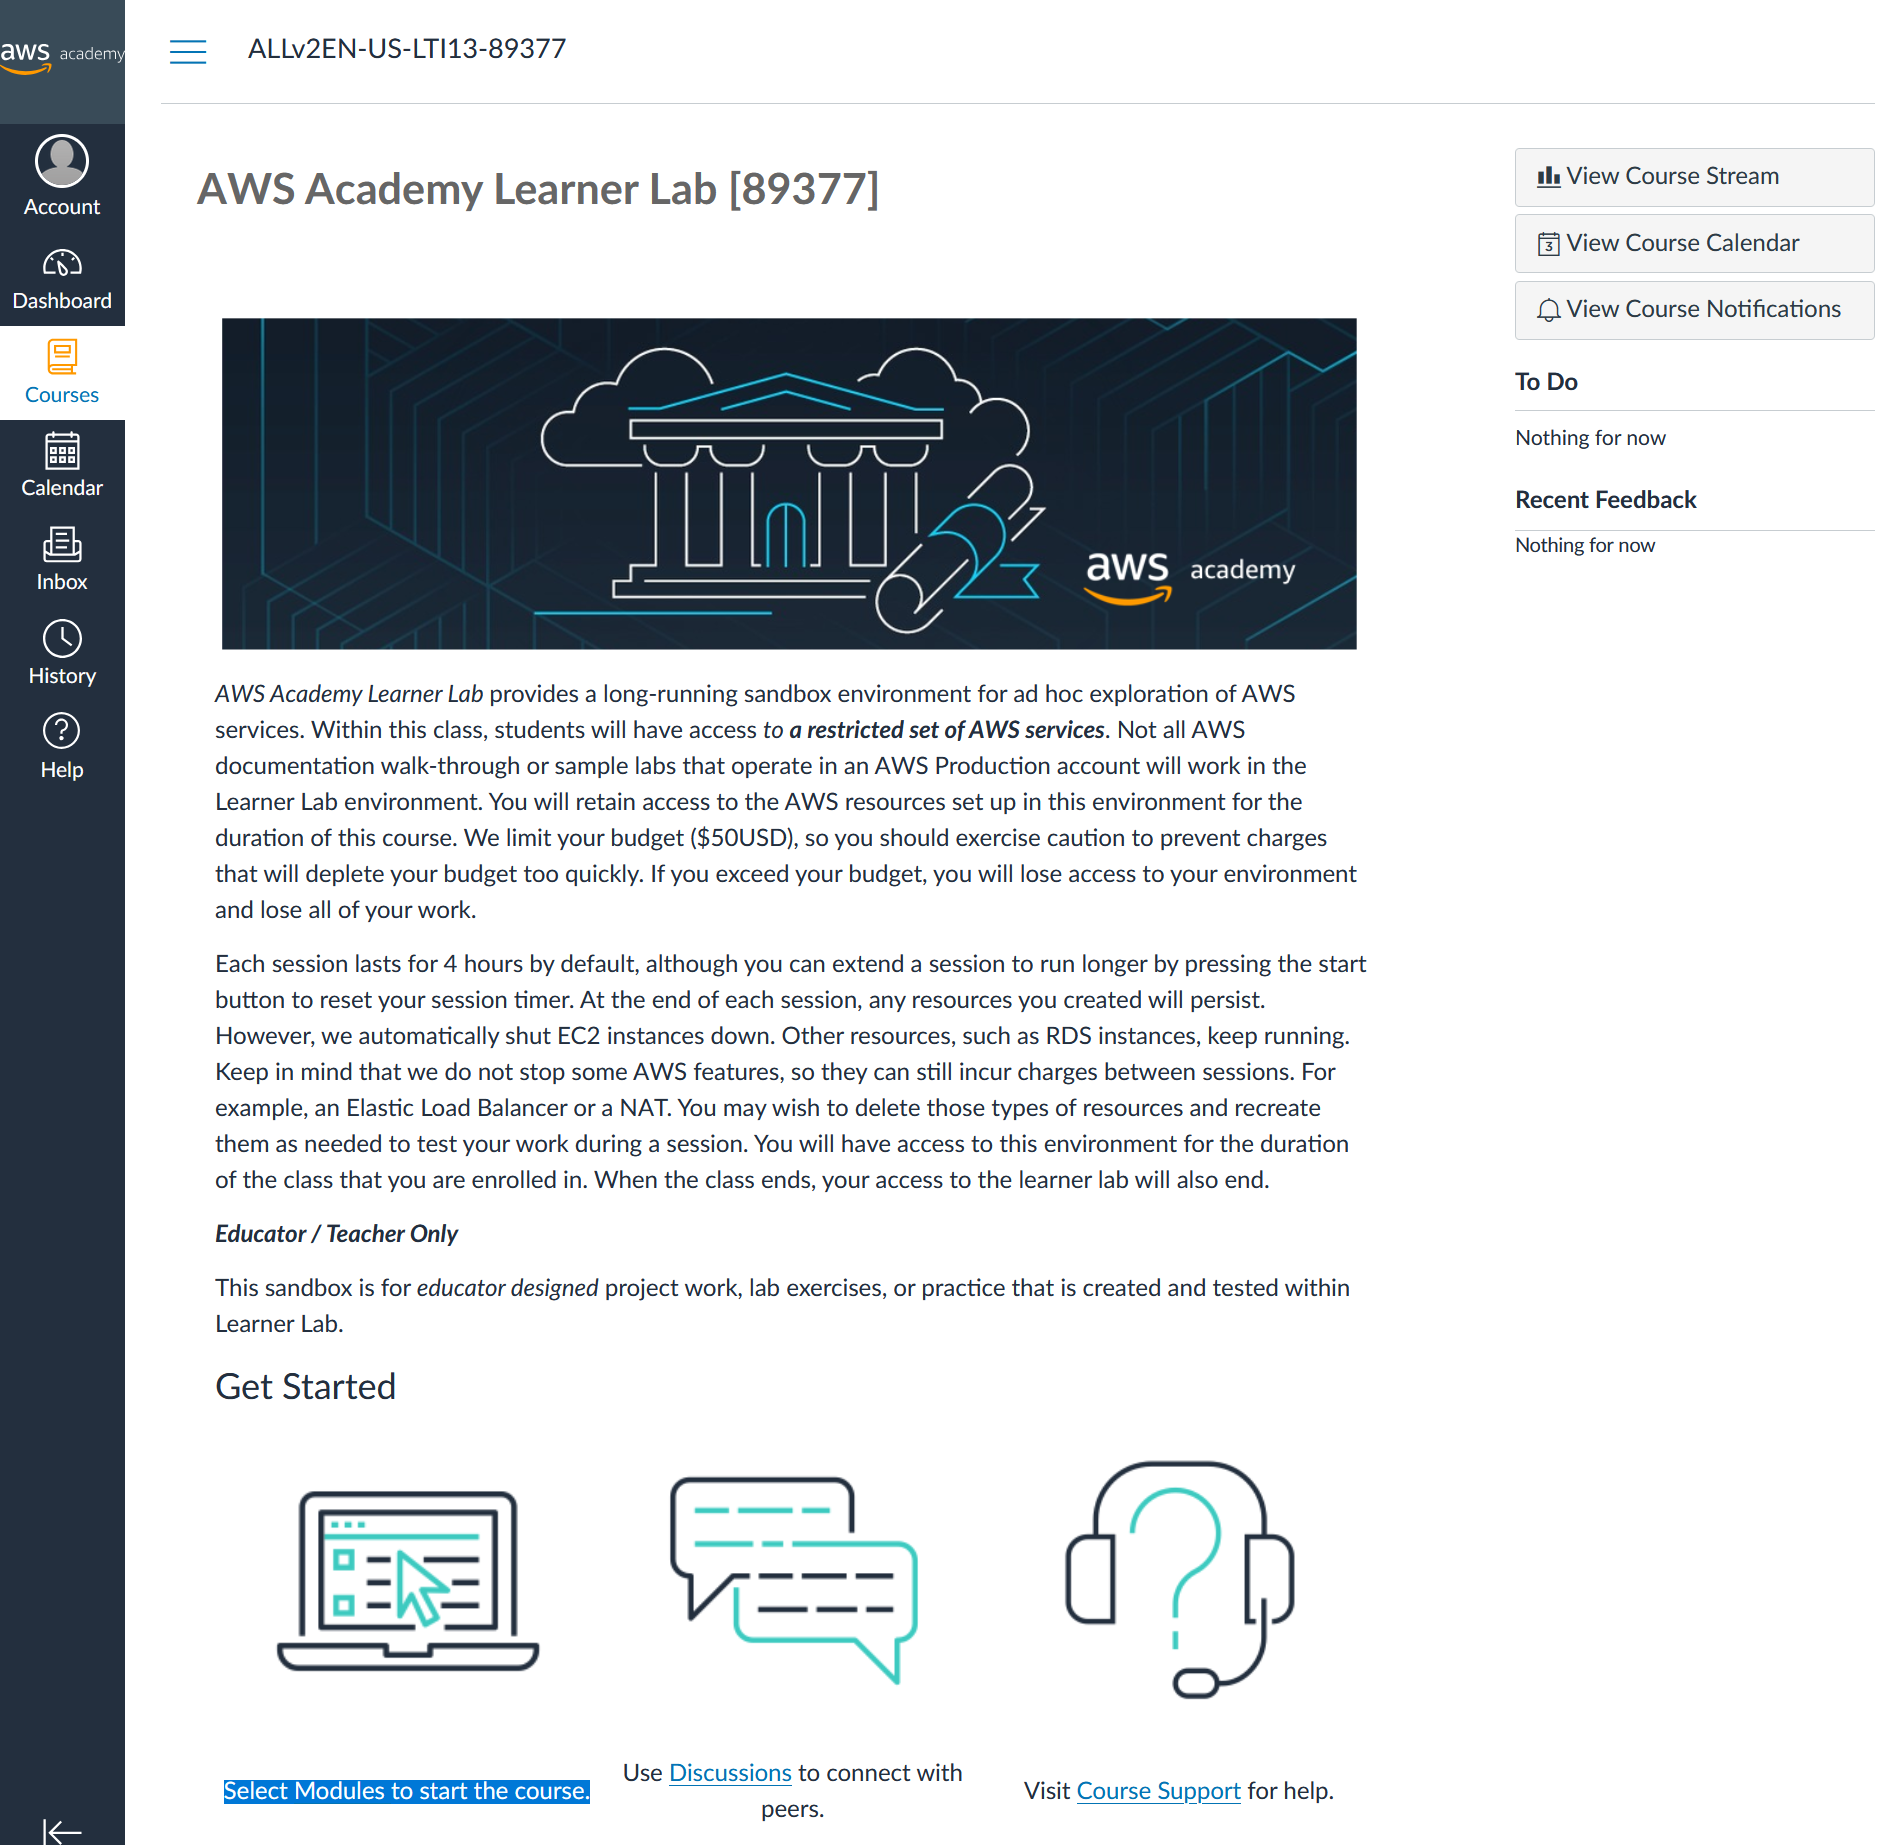 aws academy
ALLv2EN-US-LTI13-89377
Account
Dashboard
Courses
Calendar
Inbox
History
Help
AWS Academy Learner Lab [89377]
aws academy
AWS Academy Learner Lab provides a long-running sandbox environment for ad hoc exploration of AWS
services. Within this class, students will have access to a restricted set of AWS services. Not all AWS
documentation walk-through or sample labs that operate in an AWS Production account will work in the
Learner Lab environment. You will retain access to the AWS resources set up in this environment for the
duration of this course. We limit your budget ($50USD), so you should exercise caution to prevent charges
that will deplete your budget too quickly. If you exceed your budget, you will lose access to your environment
and lose all of your work.
Each session lasts for 4 hours by default, although you can extend a session to run longer by pressing the start
button to reset your session timer. At the end of each session, any resources you created will persist.
However, we automatically shut EC2 instances down. Other resources, such as RDS instances, keep running.
Keep in mind that we do not stop some AWS features, so they can still incur charges between sessions. For
example, an Elastic Load Balancer or a NAT. You may wish to delete those types of resources and recreate
them as needed to test your work during a session. You will have access to this environment for the duration
of the class that you are enrolled in. When the class ends, your access to the learner lab will also end.
Educator / Teacher Only
This sandbox is for educator designed project work, lab exercises, or practice that is created and tested within
Learner Lab.
Get Started
Select Modules to start the course.
Use Discussions to connect with
peers.
Visit Course Support for help.
View Course Stream
3 View Course Calendar
View Course Notifications
To Do
Nothing for now
Recent Feedback
Nothing for now